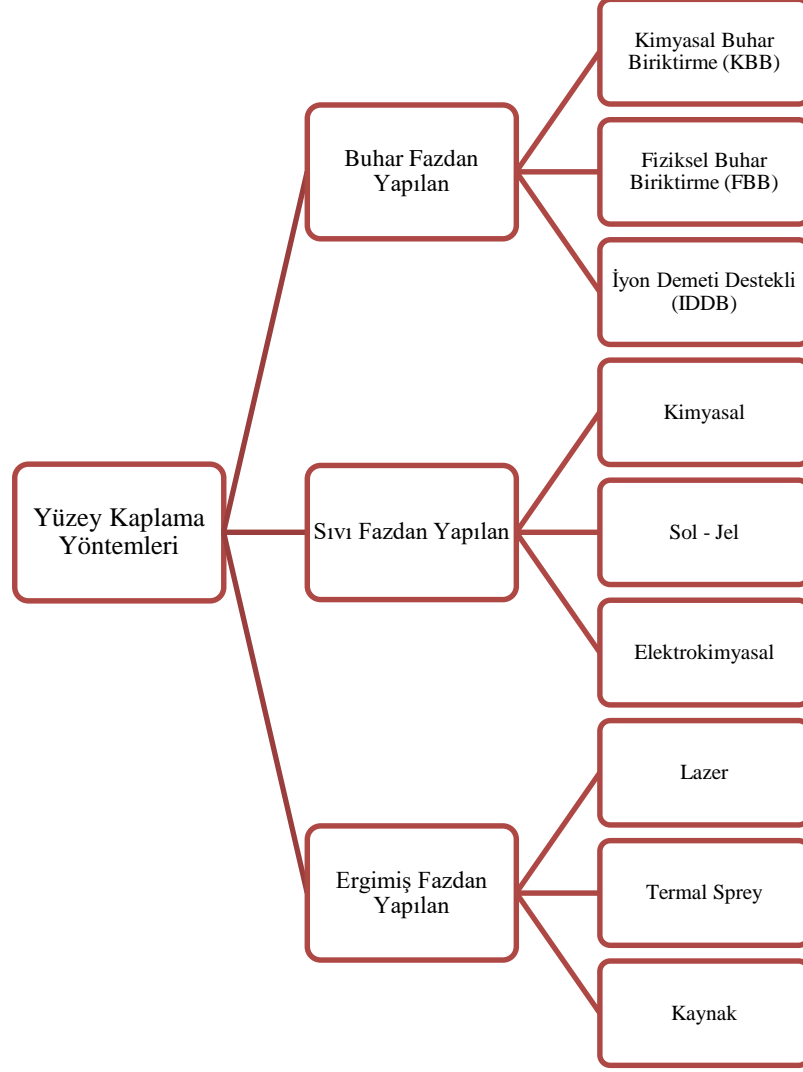 Yüzey Kaplama
Yöntemleri
Buhar Fazdan
Yapılan
Kimyasal Buhar
Biriktirme (KBB)
Fiziksel Buhar
Biriktirme (FBB)
İyon Demeti Destekli
(IDDB)
Sıvı Fazdan Yapılan
Kimyasal
Sol - Jel
Elektrokimyasal
Ergimiş Fazdan
Yapılan
Lazer
Termal Sprey
Kaynak